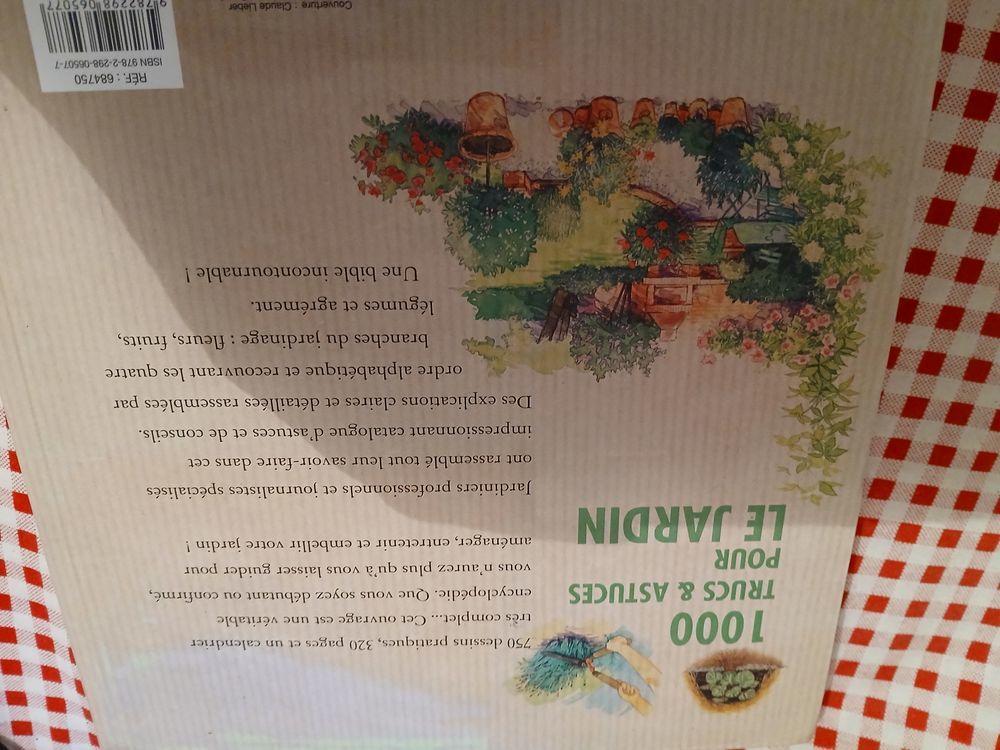 1000
TRUCS & ASTUCES
POUR
LE JARDIN
750 dessins pratiques, 320 pages et un calendrier
très complet... Cet ouvrage est une véritable
encyclopédie. Que vous soyez débutant ou confirmé,
vous n'aurez plus qu'à vous laisser guider pour
aménager, entretenir et embellir votre jardin !
Jardiniers professionnels et journalistes spécialisés
ont rassemblé tout leur savoir-faire dans cet
impressionnant catalogue d'astuces et de conseils.
Des explications claires et détaillées rassemblées par
ordre alphabétique et recouvrant les quatre
branches du jardinage : fleurs, fruits,
légumes et agrément.
Une bible incontournable !
RÉF. : 684750
ISBN 978-2-298-06507-7
9782298065077
Couverture : Claude Lieber